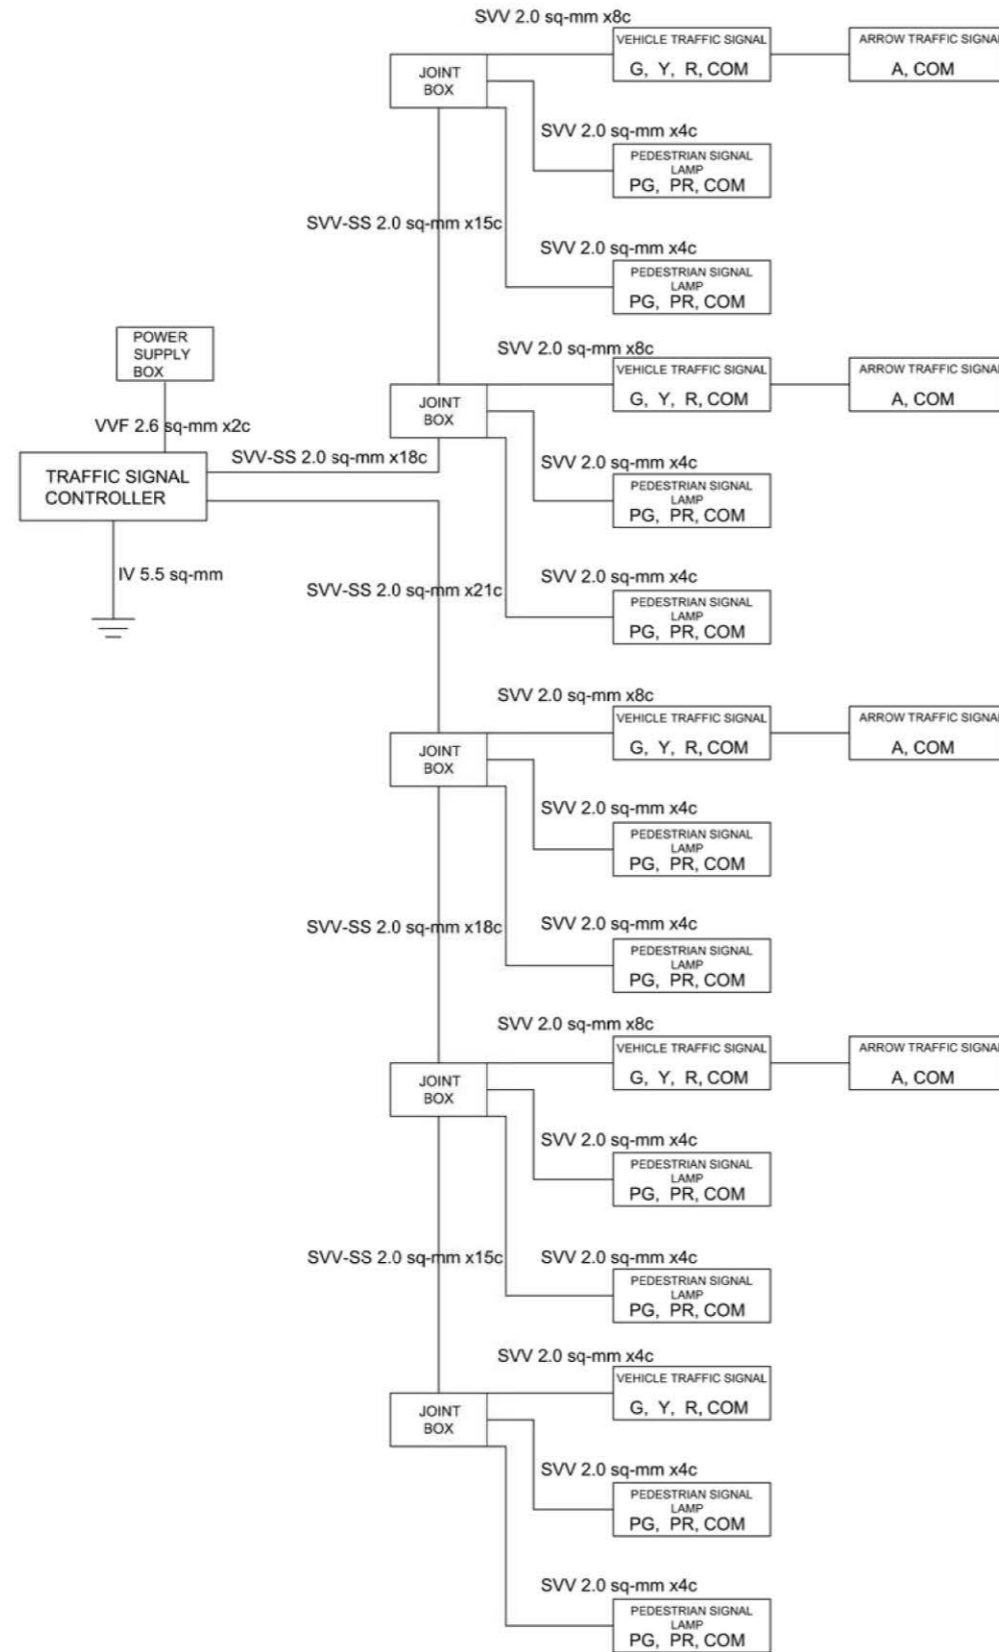 SVV 2.0 sq-mm x8c
VEHICLE TRAFFIC SIGNAL
G, Y, R, COM
ARROW TRAFFIC SIGNAL
A, COM
JOINT
BOX
SVV 2.0 sq-mm x4c
PEDESTRIAN SIGNAL
LAMP
PG, PR, COM
SVV-SS 2.0 sq-mm x15c
SVV 2.0 sq-mm x4c
PEDESTRIAN SIGNAL
LAMP
PG, PR, COM
POWER
SUPPLY
BOX
VVF 2.6 sq-mm x2c
SVV 2.0 sq-mm x8c
VEHICLE TRAFFIC SIGNAL
G, Y, R, COM
ARROW TRAFFIC SIGNAL
A, COM
JOINT
BOX
SVV-SS 2.0 sq-mm x18c
TRAFFIC SIGNAL
CONTROLLER
SVV 2.0 sq-mm x4c
PEDESTRIAN SIGNAL
LAMP
PG, PR, COM
IV 5.5 sq-mm
SVV-SS 2.0 sq-mm x21c
SVV 2.0 sq-mm x4c
PEDESTRIAN SIGNAL
LAMP
PG, PR, COM
SVV 2.0 sq-mm x8c
VEHICLE TRAFFIC SIGNAL
G, Y, R, COM
ARROW TRAFFIC SIGNAL
A, COM
JOINT
BOX
SVV 2.0 sq-mm x4c
PEDESTRIAN SIGNAL
LAMP
PG, PR, COM
SVV-SS 2.0 sq-mm x18c
SVV 2.0 sq-mm x4c
PEDESTRIAN SIGNAL
LAMP
PG, PR, COM
SVV 2.0 sq-mm x8c
VEHICLE TRAFFIC SIGNAL
G, Y, R, COM
ARROW TRAFFIC SIGNAL
A, COM
JOINT
BOX
SVV 2.0 sq-mm x4c
PEDESTRIAN SIGNAL
LAMP
PG, PR, COM
SVV-SS 2.0 sq-mm x15c
SVV 2.0 sq-mm x4c
PEDESTRIAN SIGNAL
LAMP
PG, PR, COM
SVV 2.0 sq-mm x4c
VEHICLE TRAFFIC SIGNAL
G, Y, R, COM
JOINT
BOX
SVV 2.0 sq-mm x4c
PEDESTRIAN SIGNAL
LAMP
PG, PR, COM
SVV 2.0 sq-mm x4c
PEDESTRIAN SIGNAL
LAMP
PG, PR, COM